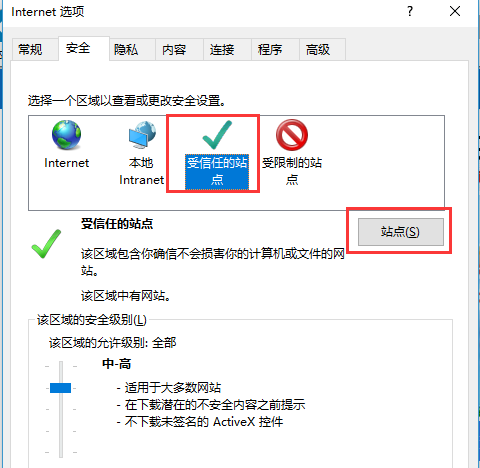 Internet 选项
? ×
常规 安全 隐私 内容 连接 程序 高级
选择一个区域以查看或更改安全设置。
Internet
本地
Intranet
受信任的站
点
受限制的站
点
受信任的站点
站点(S)
该区域包含你确信不会损害你的计算机或文件的网
站。
该区域中有网站。
该区域的安全级别(L)
该区域的允许级别: 全部
中-高
- 适用于大多数网站
- 在下载潜在的不安全内容之前提示
- 不下载未签名的 ActiveX 控件